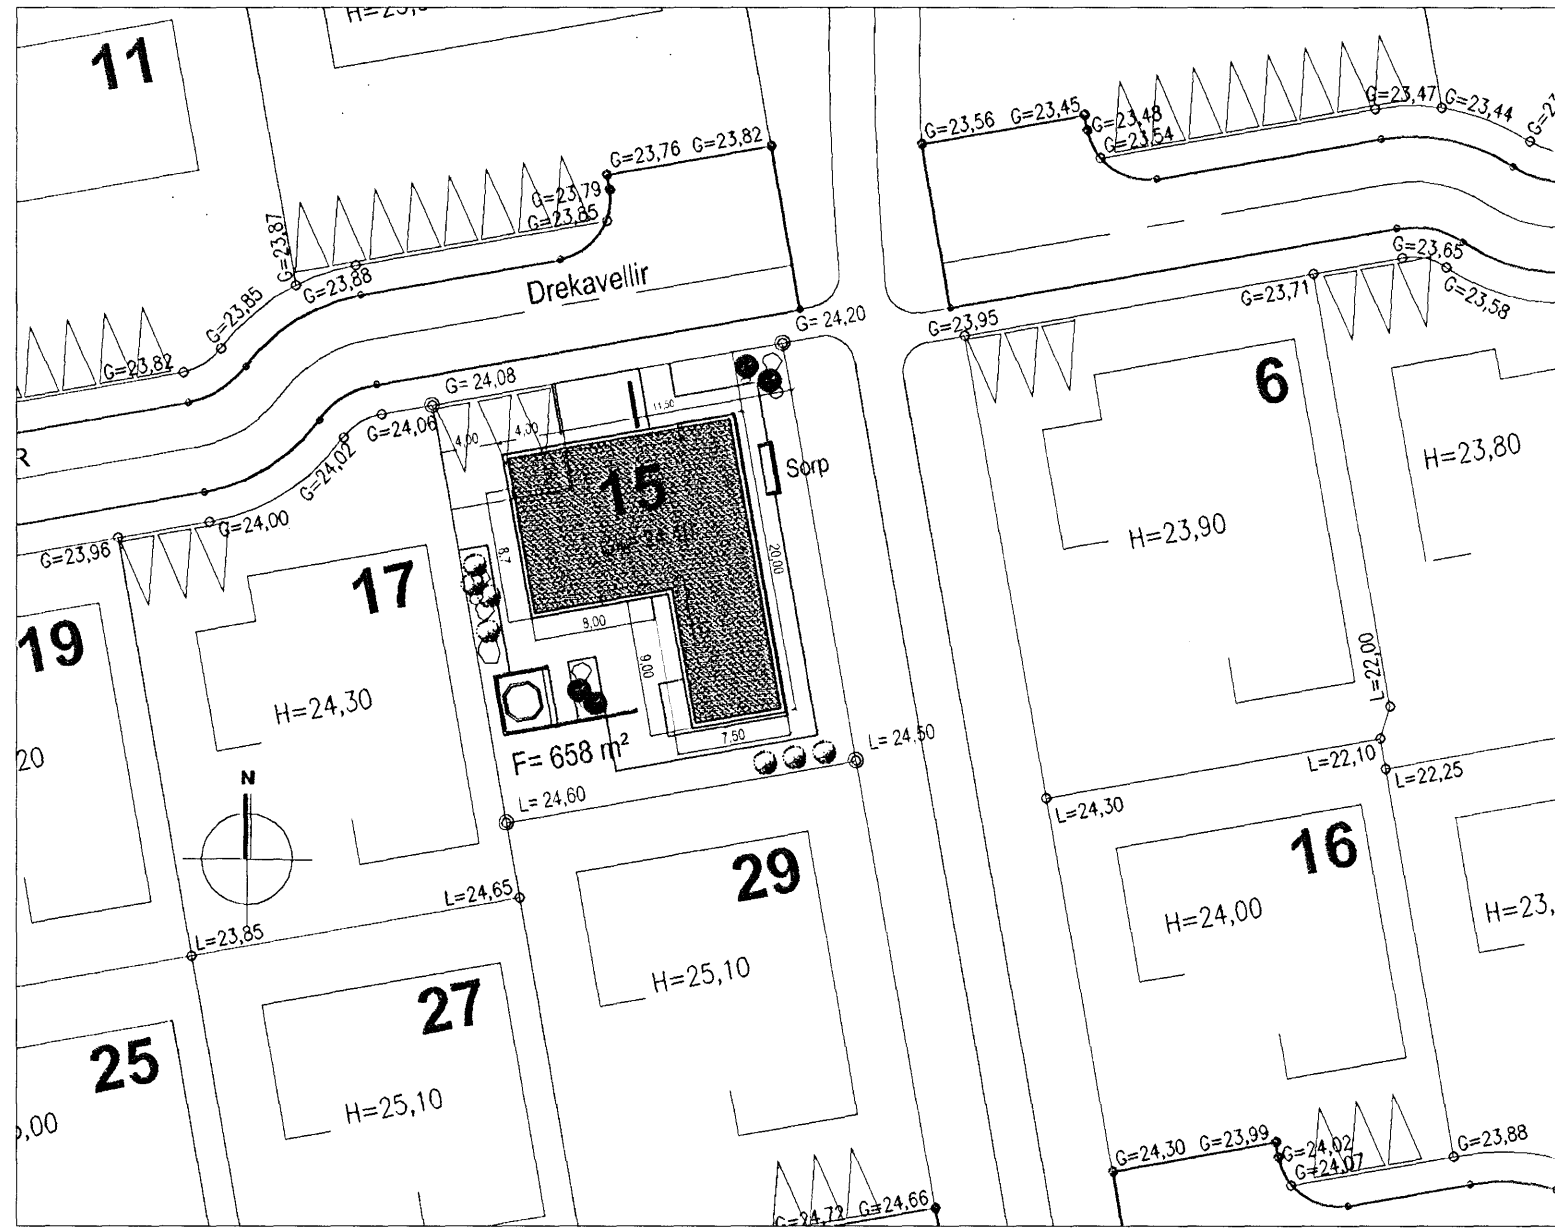 11
G=23,76 G=23,82
G=23,79
G=23,85
G=23,87
G=23,88
G=23,85
G=23,82
Drekavellir
G=23,56 G=23,45
G=23,48
G=23,54
G=23,47
G=23,44
G=23,65
G=23,58
G=23,71
G=23,95
G= 24,20
G= 24,08
G=24,06
G=24,02
G=24,00
G=23,96
R
4,00
4,00
11,50
15
Sorp
8,7
20,00
8,00
9,00
7,50
F= 658 m²
L= 24,60
L= 24,50
6
H=23,90
H=23,80
L=22,00
L=22,10
L=22,25
L=24,30
17
H=24,30
19
20
N
L=24,65
L=23,85
29
H=25,10
16
H=24,00
H=23,
27
H=25,10
25
,00
G=24,30 G=23,99
G=24,02
G=24,07
G=23,88
G=24,72 G=24,66